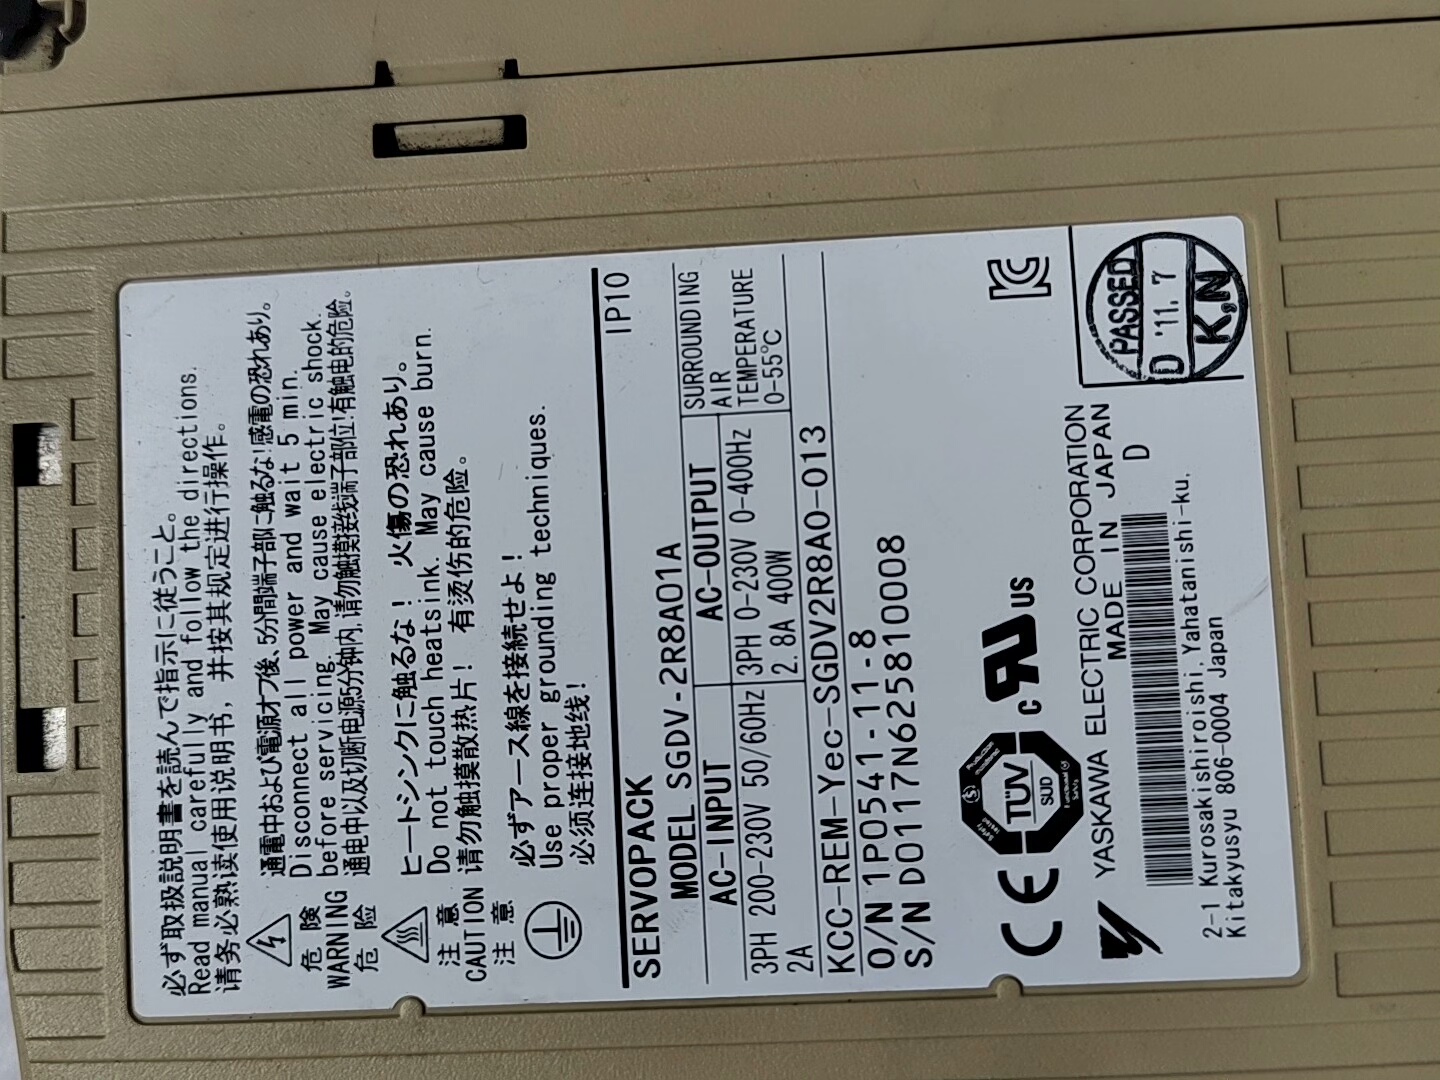 必ず取扱説明書を読んで指示に従うこと。
Read manual carefully and follow the directions.
请务必熟读使用说明书，并按其规定进行操作。
危険
WARNING
危险
通電中および電源オフ後、5分間端子部に触るな！感電の恐れあり。
Disconnect all power and wait 5 min.
before servicing. May cause electric shock.
通电中以及切断电源5分钟内，请勿触摸接线端子部位！有触电的危险。
注意
CAUTION
注意
ヒートシンクに触るな！ 火傷の恐れあり。
Do not touch heatsink. May cause burn.
请勿触摸散热片！ 有烫伤的危险。
必ずアース線を接続せよ！
Use proper grounding techniques.
必须连接地线！
SERVOPACK
IP10
MODEL SGDV-2R8A01A
AC-INPUT
3PH 200-230V 50/60Hz
2A
AC-OUTPUT
3PH 0-230V 0-400Hz
2.8A 400W
SURROUNDING
AIR
TEMPERATURE
0-55℃
KCC-REM-Yec-SGDV2R8A0-013
O/N 1P0541-11-8
S/N D0117N625810008
CE
TÜV
SÜD
c RU US
KC
YASKAWA ELECTRIC CORPORATION
MADE IN JAPAN
D
2-1 Kurosakishiroishi, Yahatanishi-ku,
Kitakyusyu 806-0004 Japan
PASSED
D '11. 7
K,N